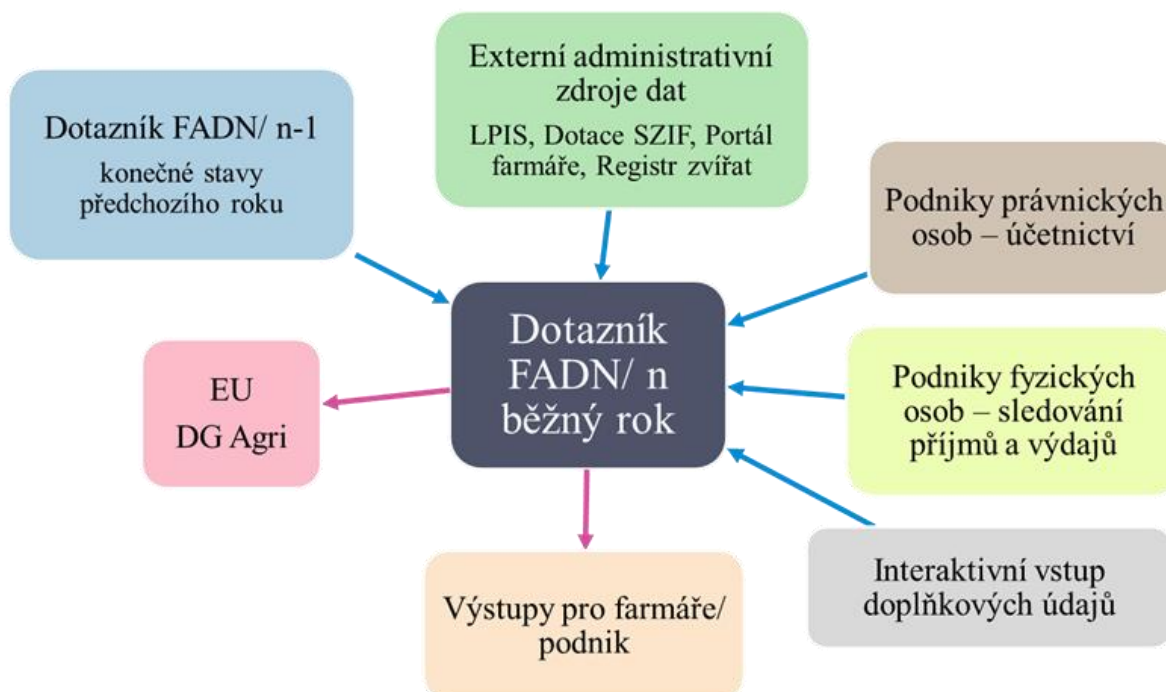 Externí administrativní
zdroje dat
LPIS, Dotace SZIF, Portál
farmáře, Registr zvířat
Dotazník FADN/ n-1
konečné stavy
předchozího roku
Podniky právnických
osob – účetnictví
Dotazník
FADN/ n
běžný rok
EU
DG Agri
Podniky fyzických
osob – sledování
příjmů a výdajů
Interaktivní vstup
doplňkových údajů
Výstupy pro farmáře/
podnik